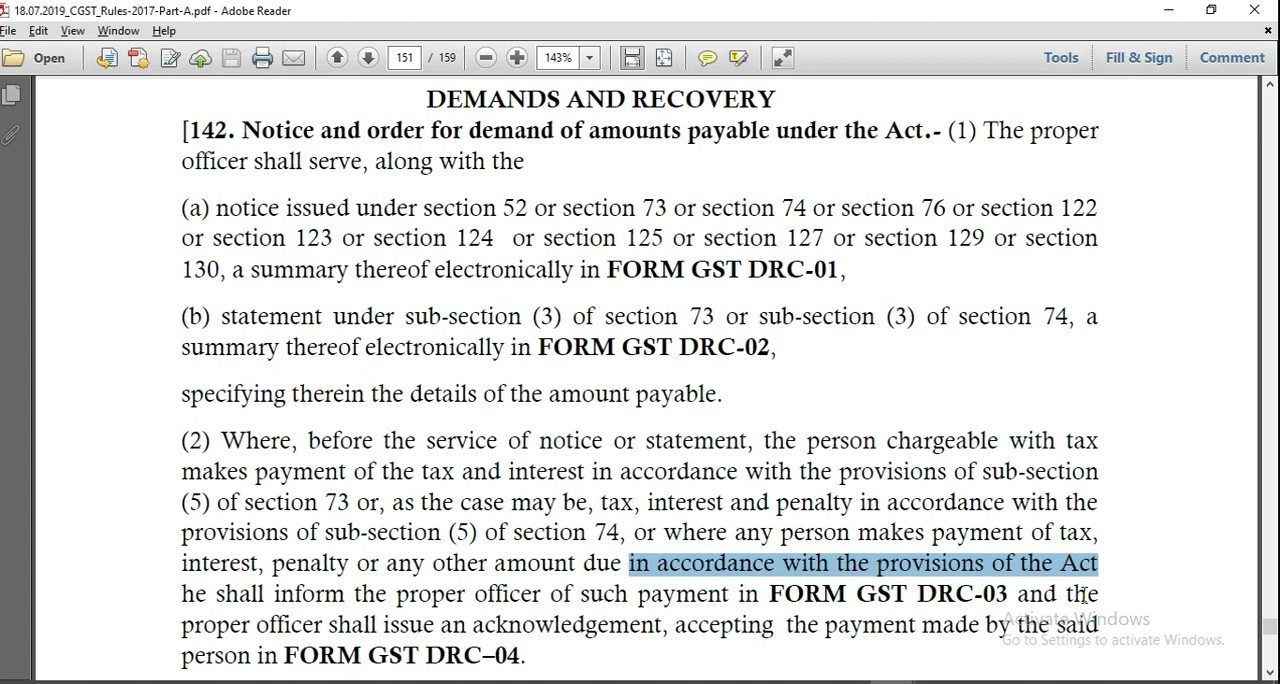 18.07.2019_CGST_Rules-2017-Part-A.pdf - Adobe Reader
File Edit View Window Help
Open 151 / 159 143% Tools Fill & Sign Comment
DEMANDS AND RECOVERY
[142. Notice and order for demand of amounts payable under the Act.- (1) The proper
officer shall serve, along with the
(a) notice issued under section 52 or section 73 or section 74 or section 76 or section 122
or section 123 or section 124 or section 125 or section 127 or section 129 or section
130, a summary thereof electronically in FORM GST DRC-01,
(b) statement under sub-section (3) of section 73 or sub-section (3) of section 74, a
summary thereof electronically in FORM GST DRC-02,
specifying therein the details of the amount payable.
(2) Where, before the service of notice or statement, the person chargeable with tax
makes payment of the tax and interest in accordance with the provisions of sub-section
(5) of section 73 or, as the case may be, tax, interest and penalty in accordance with the
provisions of sub-section (5) of section 74, or where any person makes payment of tax,
interest, penalty or any other amount due in accordance with the provisions of the Act
he shall inform the proper officer of such payment in FORM GST DRC-03 and the
proper officer shall issue an acknowledgement, accepting the payment made by the said
person in FORM GST DRC–04.
Activate Windows
Go to Settings to activate Windows.